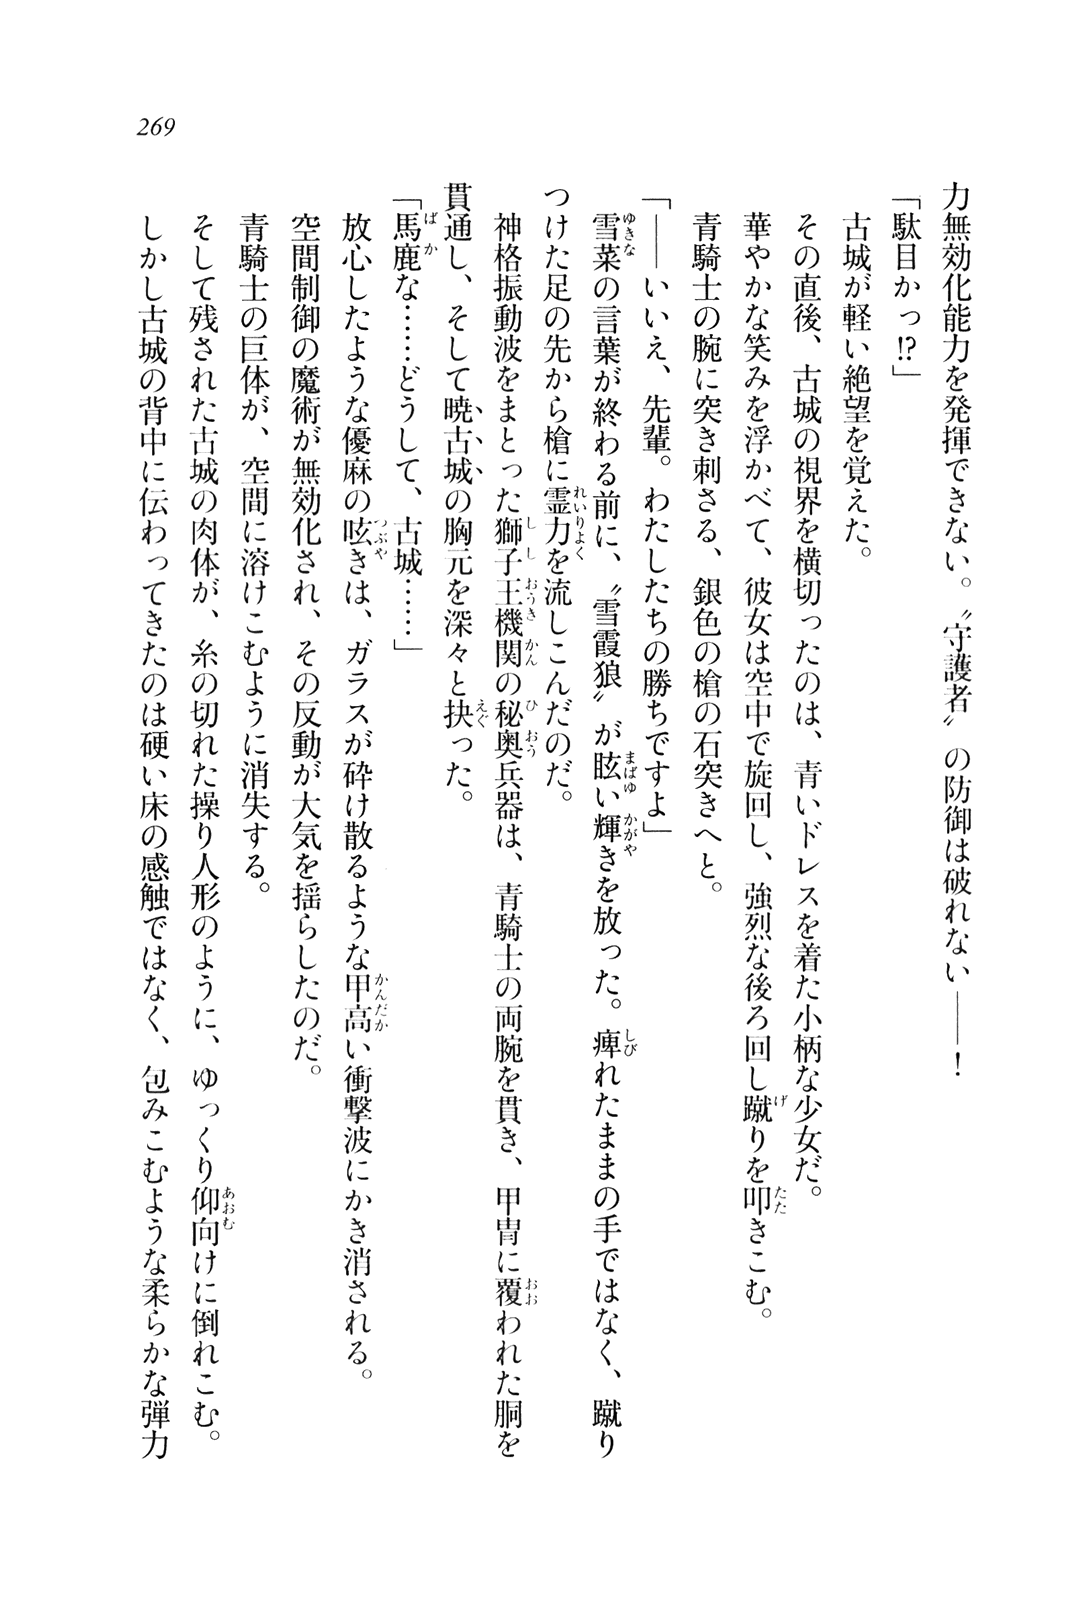 269
力無効化能力を発揮できない。〝守護者〟の防御は破れない――！
「駄目かっ!?」
古城が軽い絶望を覚えた。
その直後、古城の視界を横切ったのは、青いドレスを着た小柄な少女だ。
華やかな笑みを浮かべて、彼女は空中で旋回し、強烈な後ろ回し蹴りを叩きこむ。
青騎士の腕に突き刺さる、銀色の槍の石突きへと。
「――いいえ、先輩。わたしたちの勝ちですよ」
雪菜の言葉が終わる前に、〝雪霞狼〟が眩い輝きを放った。痺れたままの手ではなく、蹴り
つけた足の先から槍に霊力を流しこんだのだ。
神格振動波をまとった獅子王機関の秘奥兵器は、青騎士の両腕を貫き、甲冑に覆われた胴を
貫通し、そして暁古城の胸元を深々と抉った。
「馬鹿な……どうして、古城……」
放心したような優麻の呟きは、ガラスが砕け散るような甲高い衝撃波にかき消される。
空間制御の魔術が無効化され、その反動が大気を揺らしたのだ。
青騎士の巨体が、空間に溶けこむように消失する。
そして残された古城の肉体が、糸の切れた操り人形のように、ゆっくり仰向けに倒れこむ。
しかし古城の背中に伝わってきたのは硬い床の感触ではなく、包みこむような柔らかな弾力